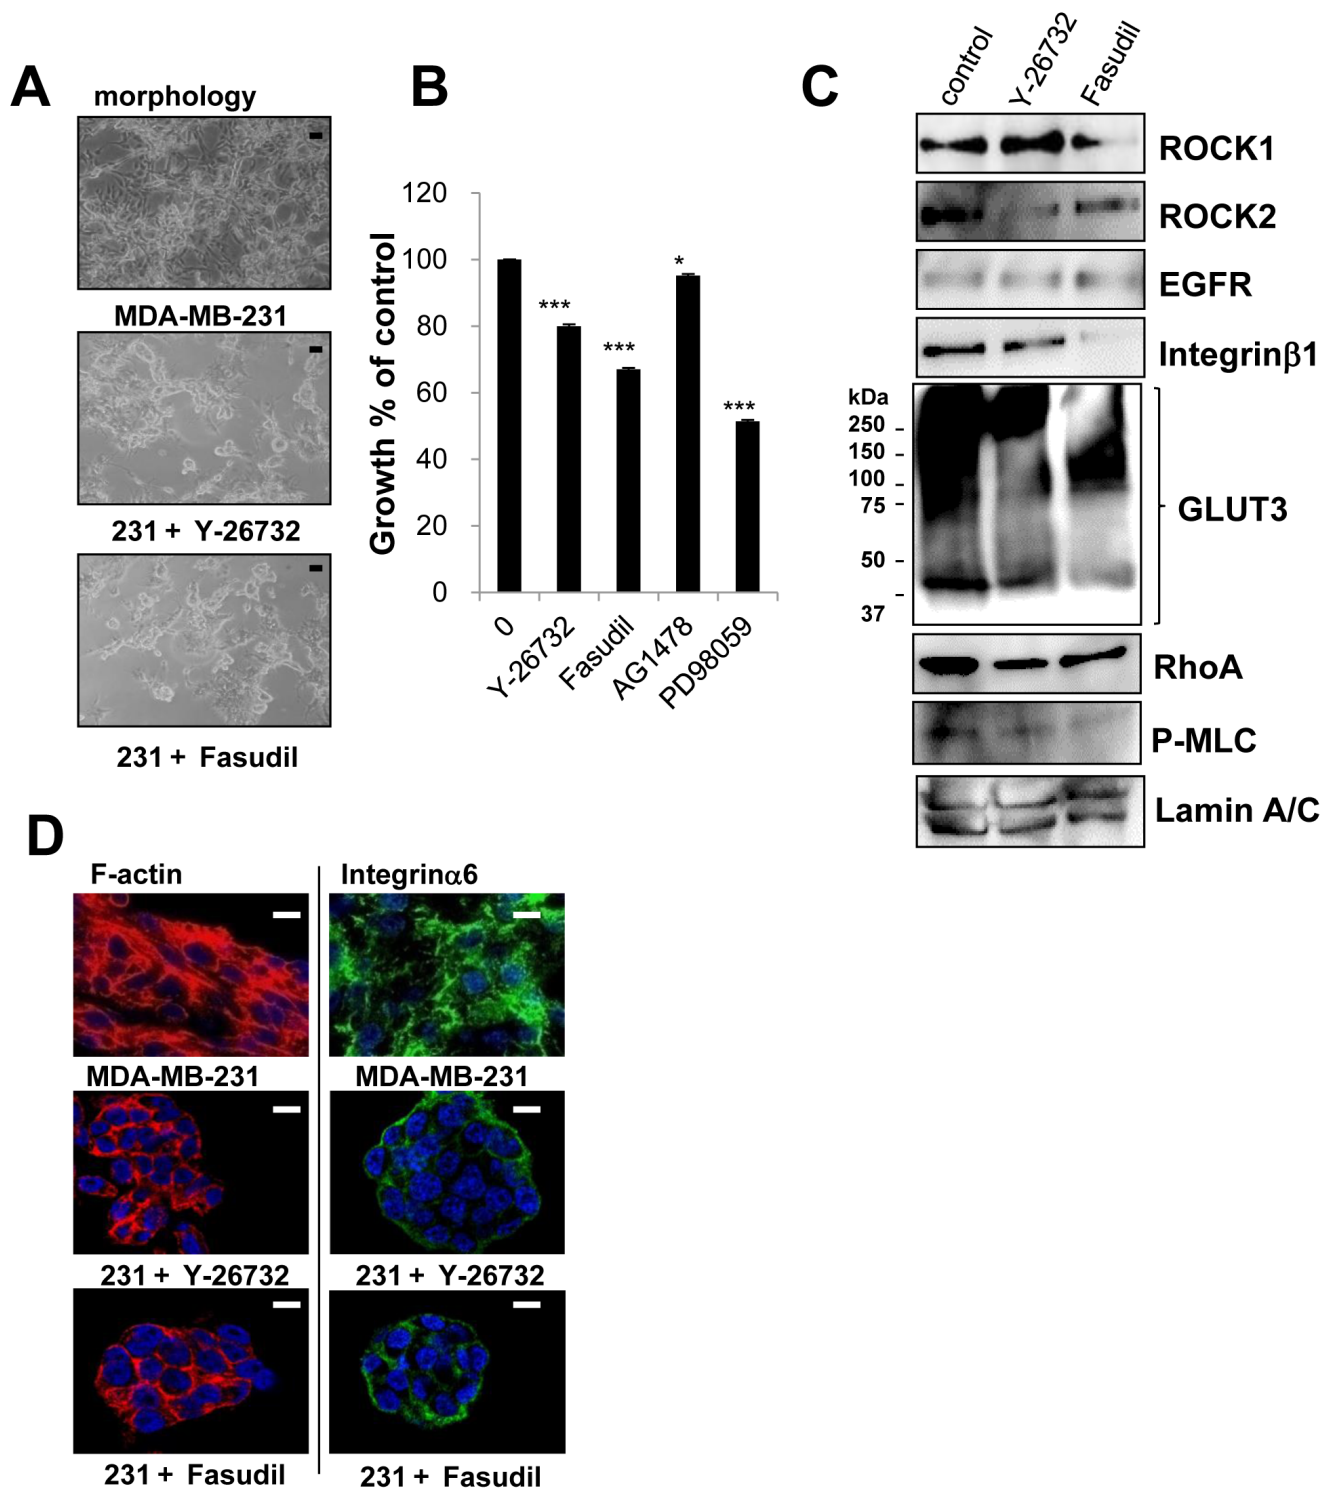 A
morphology
MDA-MB-231
231 + Y-26732
231 + Fasudil
B
Growth % of control
120
100
80
60
40
20
0
***
***
*
***
0
Y-26732
Fasudil
AG1478
PD98059
C
control
Y-26732
Fasudil
ROCK1
ROCK2
EGFR
Integrinβ1
kDa
250
150
100
75
50
37
GLUT3
RhoA
P-MLC
Lamin A/C
D
F-actin
Integrinα6
MDA-MB-231
MDA-MB-231
231 + Y-26732
231 + Y-26732
231 + Fasudil
231 + Fasudil